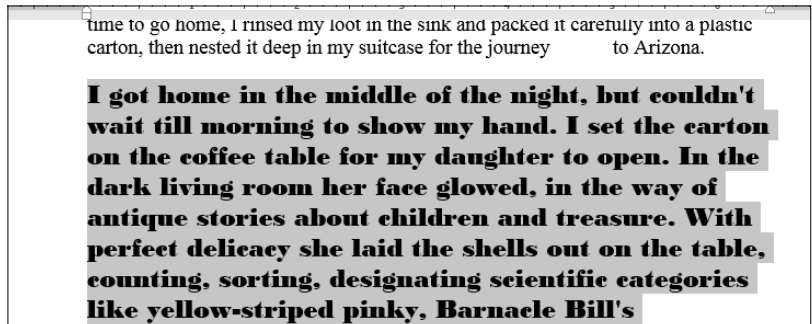 time to go home, I rinsed my loot in the sink and packed it carefully into a plastic
carton, then nested it deep in my suitcase for the journey to Arizona.
I got home in the middle of the night, but couldn't
wait till morning to show my hand. I set the carton
on the coffee table for my daughter to open. In the
dark living room her face glowed, in the way of
antique stories about children and treasure. With
perfect delicacy she laid the shells out on the table,
counting, sorting, designating scientific categories
like yellow-striped pinky, Barnacle Bill's